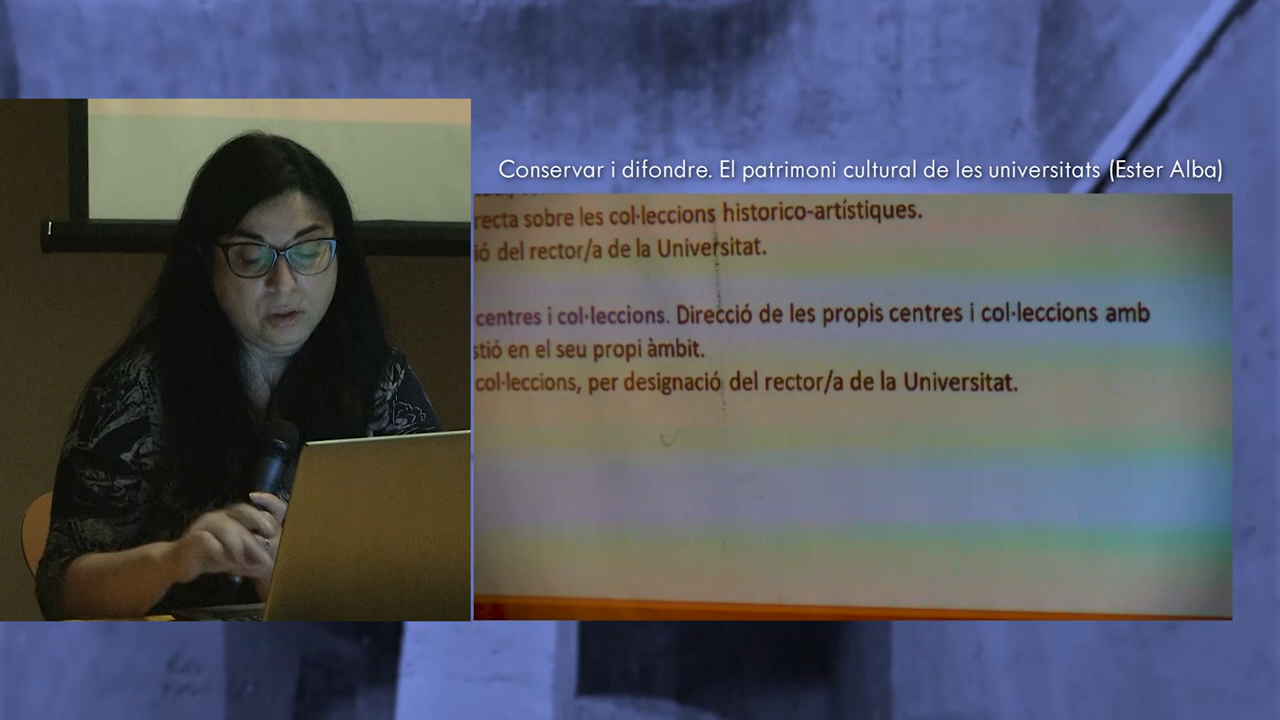 Conservar i difondre. El patrimoni cultural de les universitats (Ester Alba)
recta sobre les col·leccions historico-artístiques.
ió del rector/a de la Universitat.
centres i col·leccions. Direcció de les propis centres i col·leccions amb
stió en el seu propi àmbit.
col·leccions, per designació del rector/a de la Universitat.